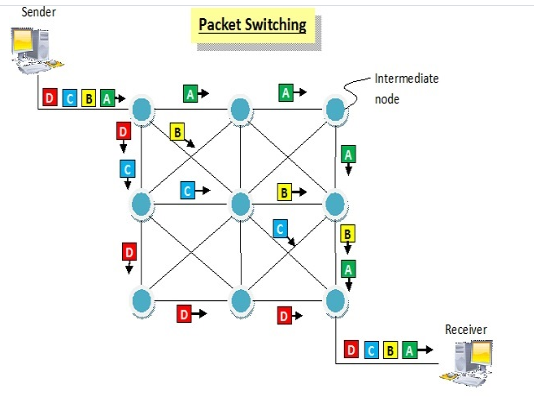 Sender
Packet Switching
Intermediate
node
D C B A
A
A
D
B
A
C
C
B
C
B
D
A
D
D
Receiver
D C B A